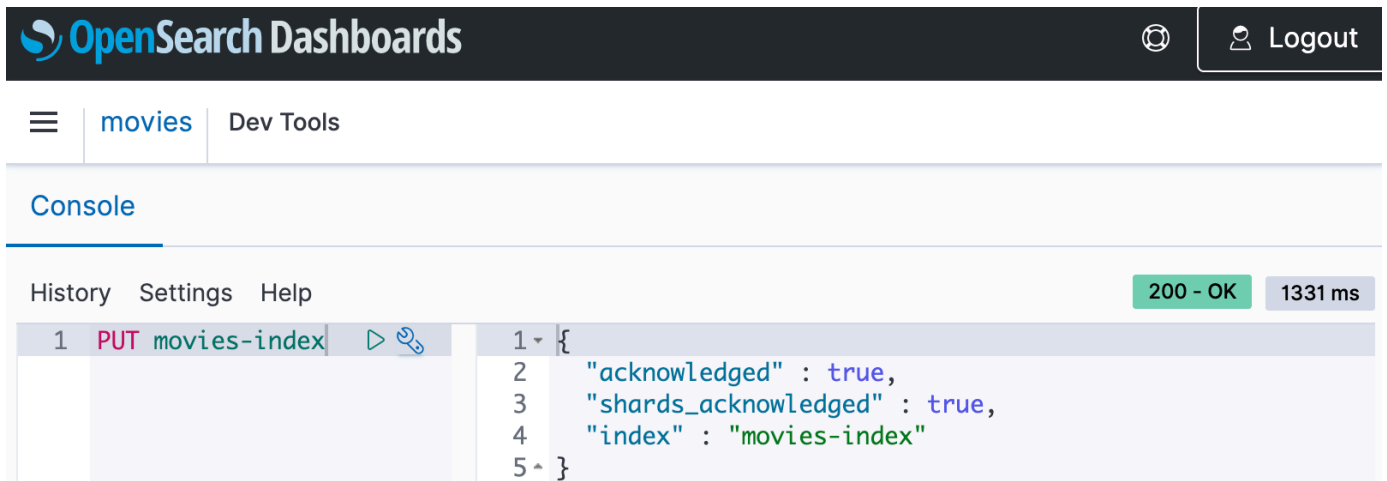 OpenSearch Dashboards Logout
movies Dev Tools
Console
History Settings Help 200 - OK 1331 ms
1 PUT movies-index
1 {
2 "acknowledged" : true,
3 "shards_acknowledged" : true,
4 "index" : "movies-index"
5 }